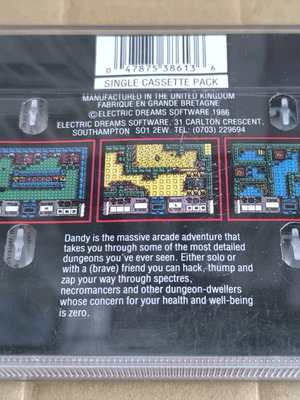 0 47875 38613 6
SINGLE CASSETTE PACK
MANUFACTURED IN THE UNITED KINGDOM
FABRIQUE EN GRANDE BRETAGNE
©ELECTRIC DREAMS SOFTWARE 1986
ELECTRIC DREAMS SOFTWARE, 31 CARLTON CRESCENT,
SOUTHAMPTON SO1 2EW. TEL: (0703) 229694
Dandy is the massive arcade adventure that
takes you through some of the most detailed
dungeons you've ever seen. Either solo or
with a (brave) friend you can hack, thump and
zap your way through spectres,
necromancers and other dungeon-dwellers
whose concern for your health and well-being
is zero.